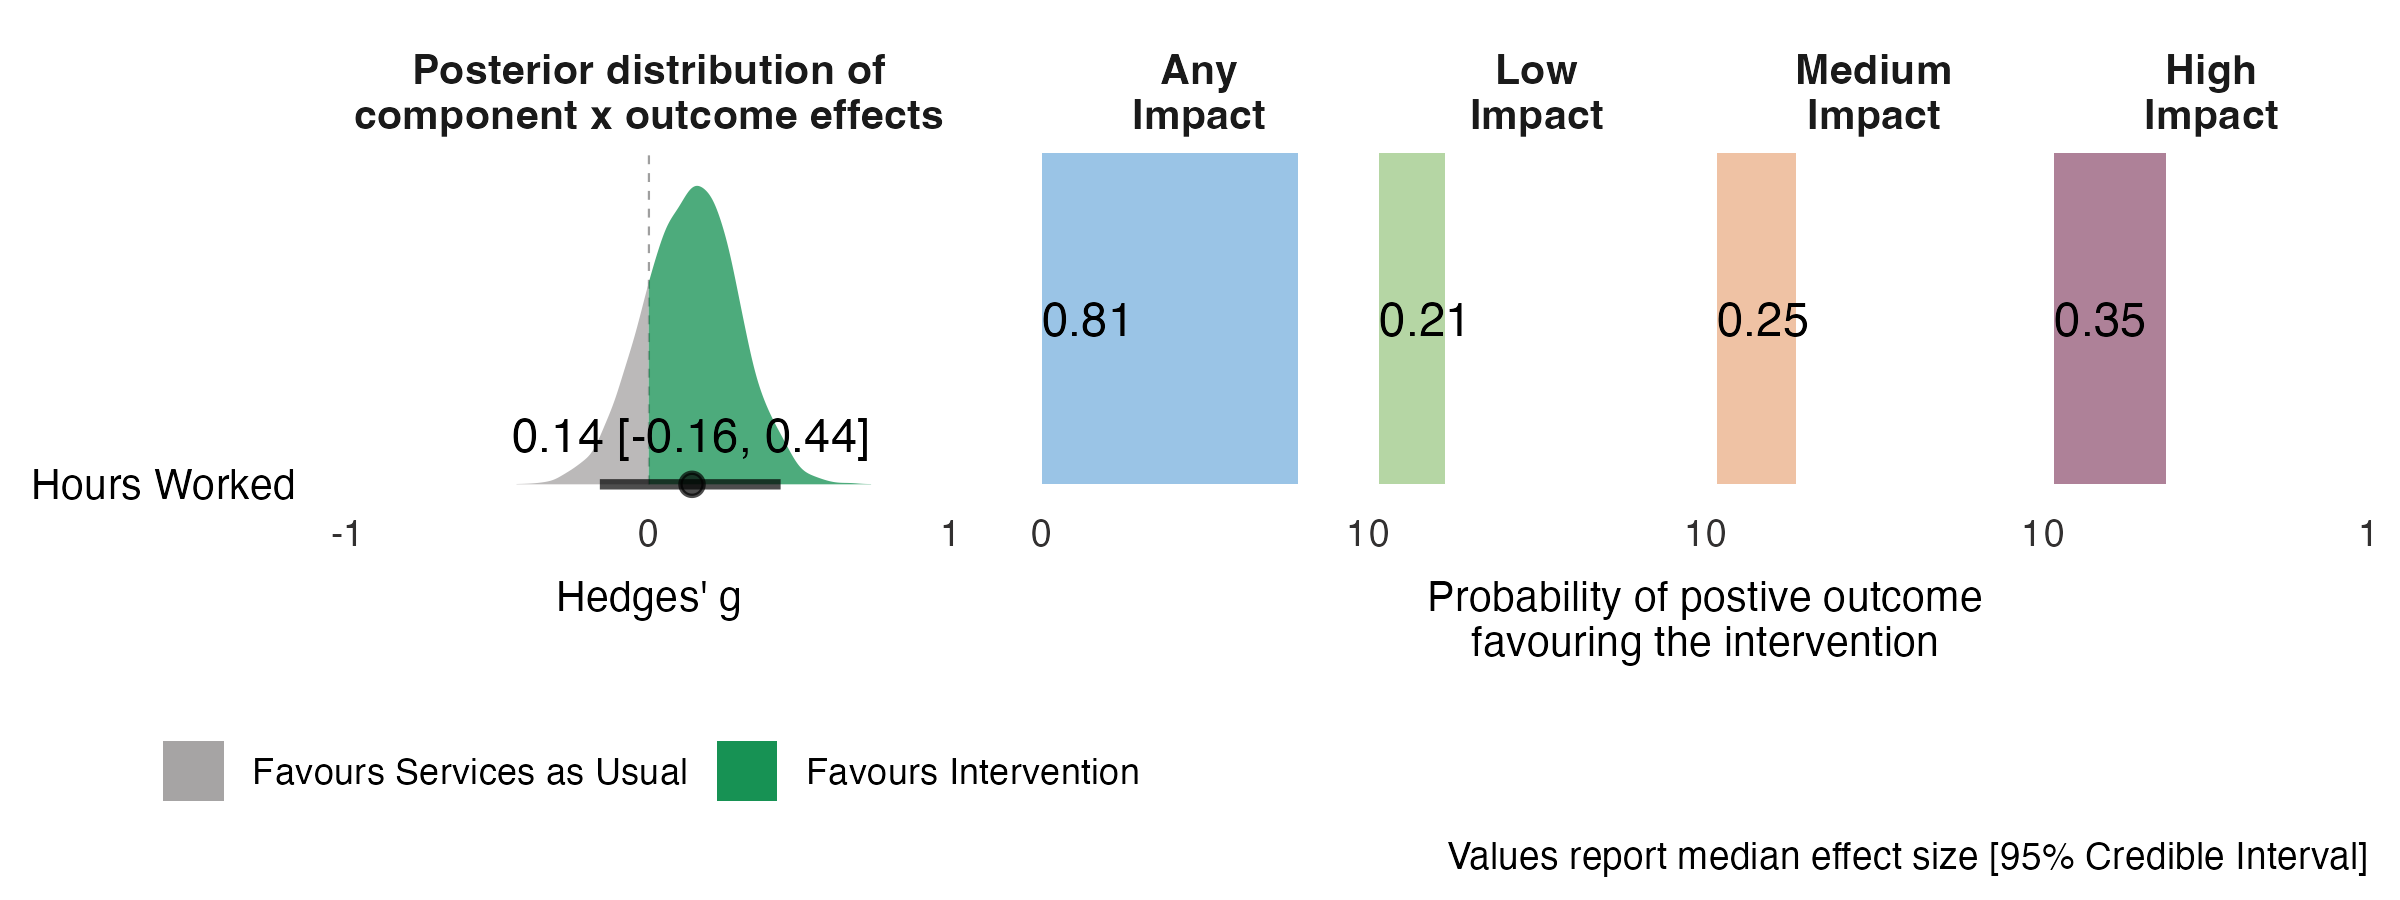 Posterior distribution of
component x outcome effects
Any
Impact
Low
Impact
Medium
Impact
High
Impact
0.81
0.21
0.25
0.35
0.14 [-0.16, 0.44]
Hours Worked
-1 0 1 0 10 10 10 1
Hedges' g
Probability of postive outcome
favouring the intervention
Favours Services as Usual
Favours Intervention
Values report median effect size [95% Credible Interval]